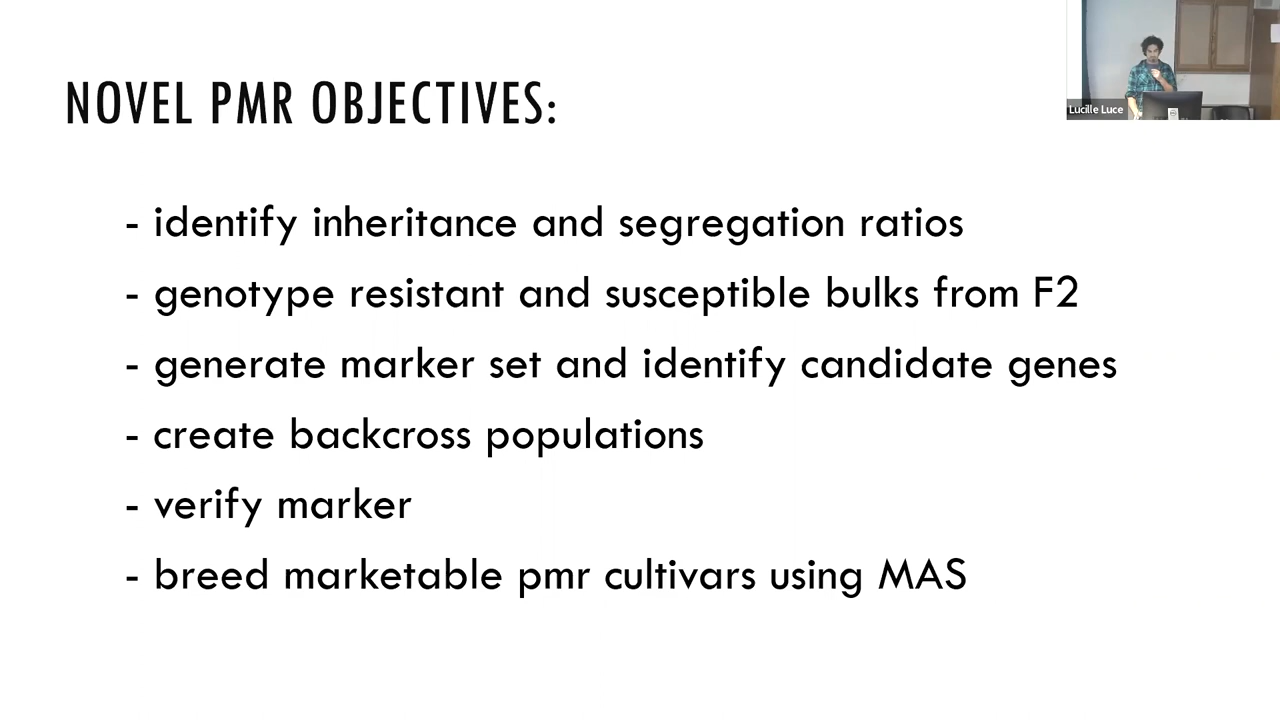 NOVEL PMR OBJECTIVES:
Lucille Luce
- identify inheritance and segregation ratios
- genotype resistant and susceptible bulks from F2
- generate marker set and identify candidate genes
- create backcross populations
- verify marker
- breed marketable pmr cultivars using MAS